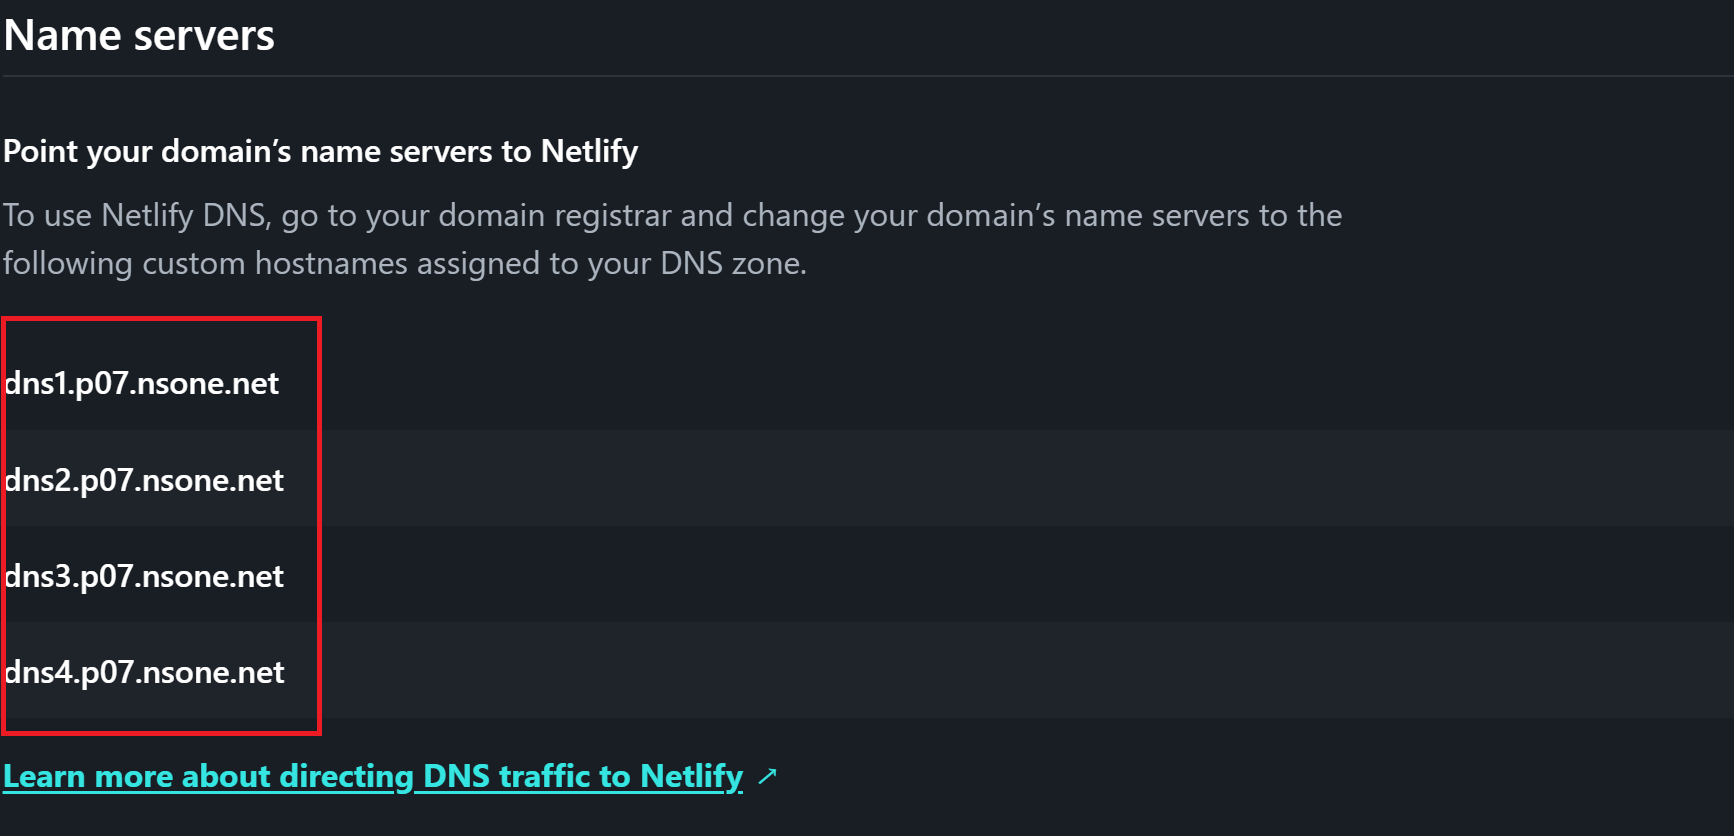 Name servers
Point your domain’s name servers to Netlify
To use Netlify DNS, go to your domain registrar and change your domain’s name servers to the
following custom hostnames assigned to your DNS zone.
dns1.p07.nsone.net
dns2.p07.nsone.net
dns3.p07.nsone.net
dns4.p07.nsone.net
Learn more about directing DNS traffic to Netlify ↗